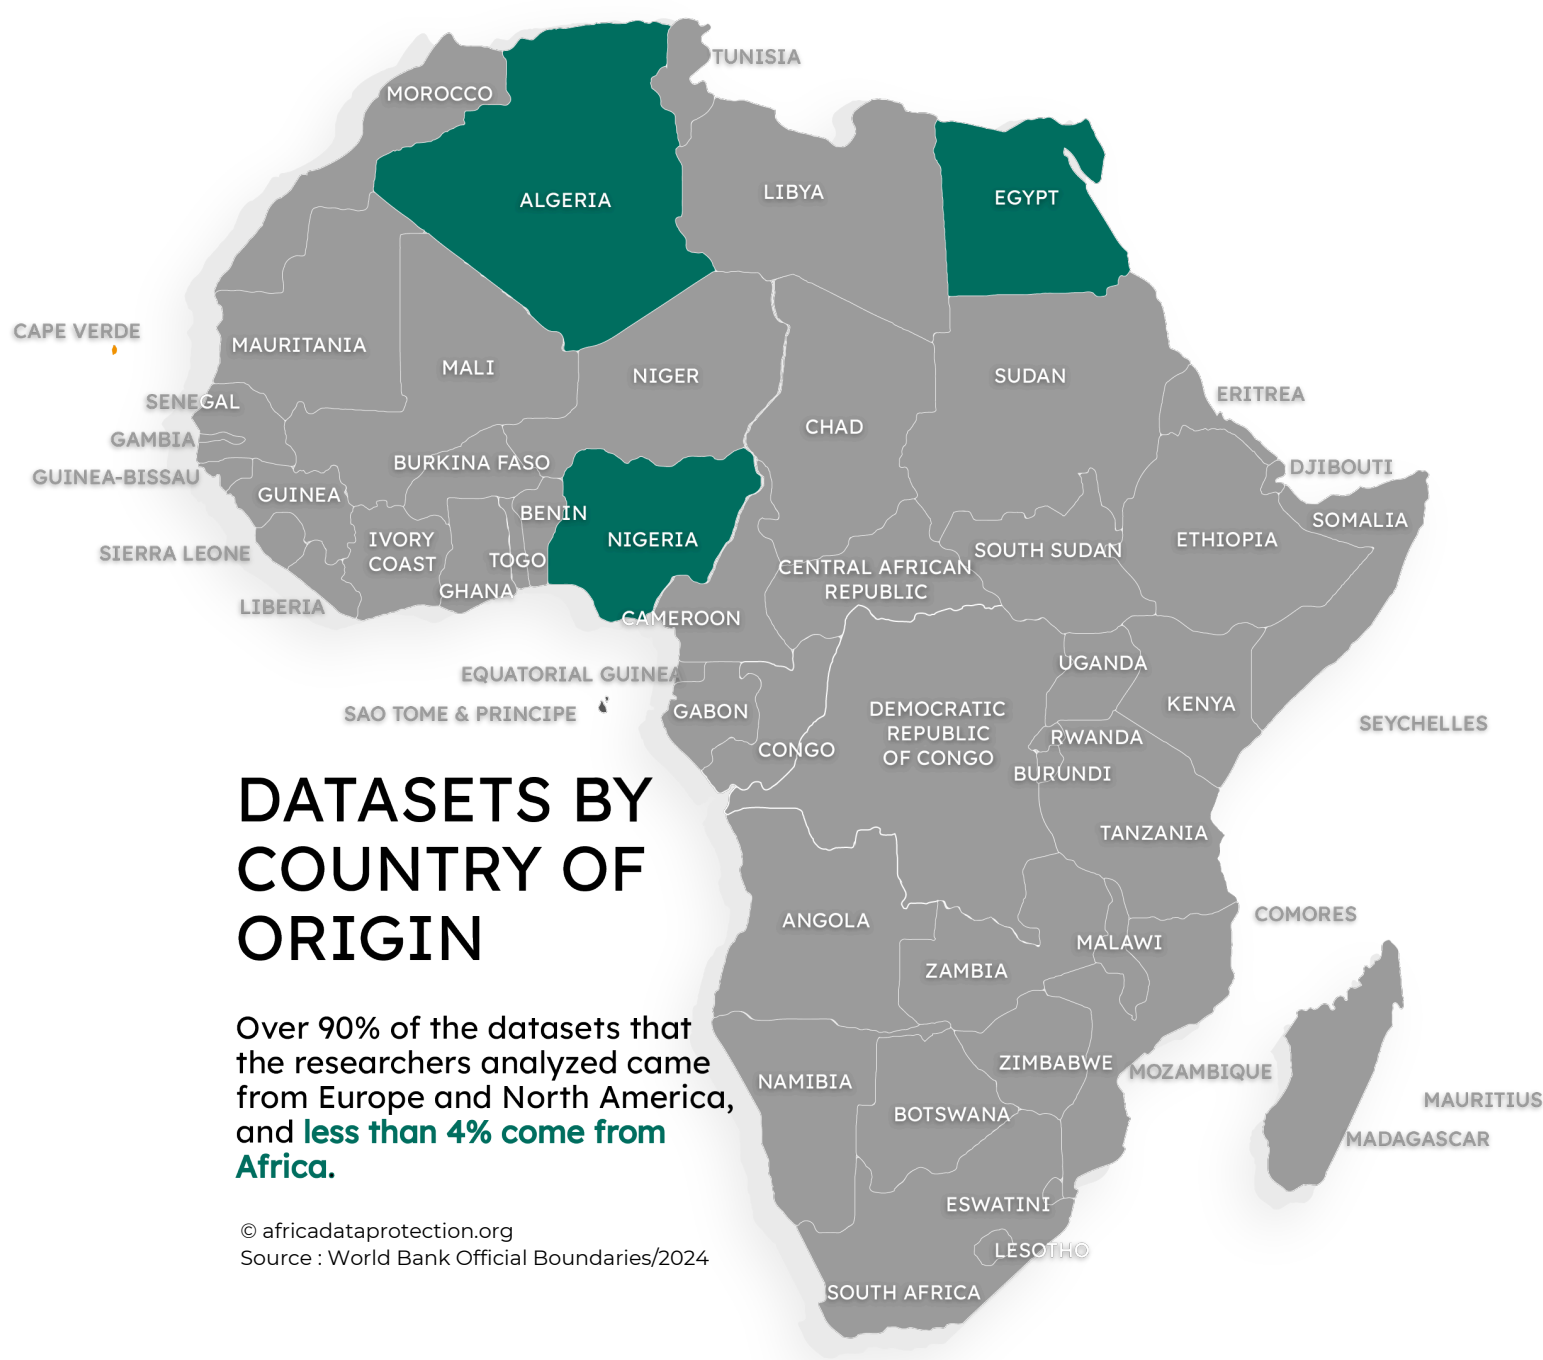 TUNISIA
MOROCCO
ALGERIA
LIBYA
EGYPT
CAPE VERDE
MAURITANIA
MALI
NIGER
SUDAN
ERITREA
SENEGAL
CHAD
GAMBIA
BURKINA FASO
DJIBOUTI
GUINEA-BISSAU
GUINEA
BENIN
SOMALIA
IVORY
COAST
NIGERIA
ETHIOPIA
SIERRA LEONE
TOGO
SOUTH SUDAN
CENTRAL AFRICAN
REPUBLIC
GHANA
LIBERIA
CAMEROON
UGANDA
EQUATORIAL GUINEA
KENYA
SAO TOME & PRINCIPE
GABON
DEMOCRATIC
REPUBLIC
OF CONGO
SEYCHELLES
CONGO
RWANDA
BURUNDI
TANZANIA
ANGOLA
COMORES
MALAWI
ZAMBIA
ZIMBABWE
MOZAMBIQUE
NAMIBIA
MAURITIUS
BOTSWANA
MADAGASCAR
ESWATINI
LESOTHO
SOUTH AFRICA
DATASETS BY
COUNTRY OF
ORIGIN
Over 90% of the datasets that
the researchers analyzed came
from Europe and North America,
and less than 4% come from
Africa.
© africadataprotection.org
Source : World Bank Official Boundaries/2024